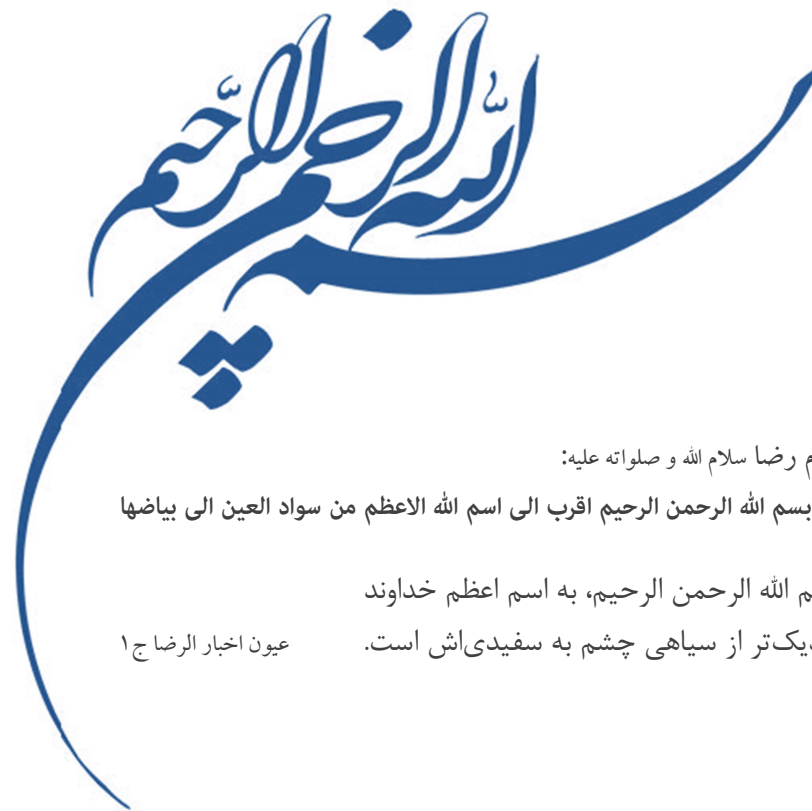 بسم الله الرحمن الرحیم
رضا سلام الله و صلواته علیه:
بسم الله الرحمن الرحیم اقرب الی اسم الله الاعظم من سواد العین الی بیاضها
الله الرحمن الرحیم، به اسم اعظم خداوند
از سیاهی چشم به سفیدی‌اش است. عیون اخبار الرضا ج۱